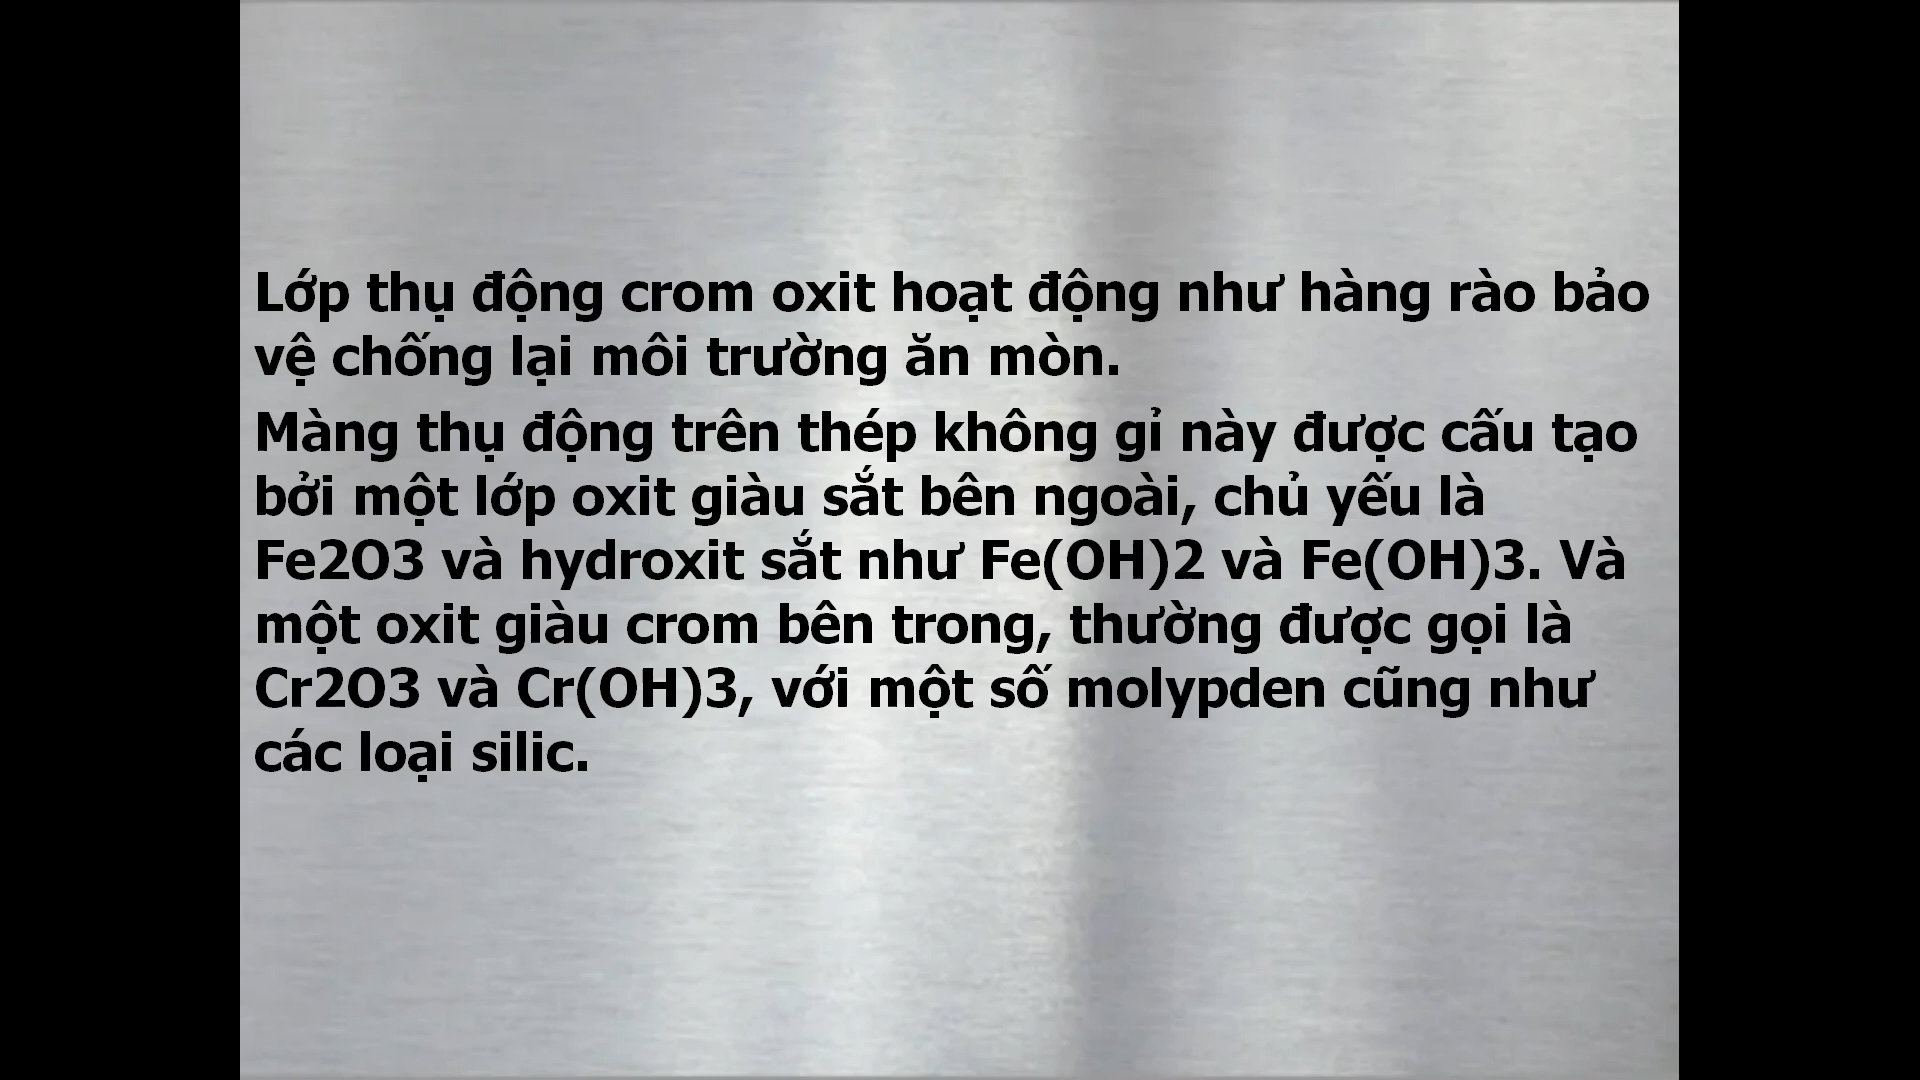 Lớp thụ động crom oxit hoạt động như hàng rào bảo
vệ chống lại môi trường ăn mòn.
Màng thụ động trên thép không gỉ này được cấu tạo
bởi một lớp oxit giàu sắt bên ngoài, chủ yếu là
Fe2O3 và hydroxit sắt như Fe(OH)2 và Fe(OH)3. Và
một oxit giàu crom bên trong, thường được gọi là
Cr2O3 và Cr(OH)3, với một số molypden cũng như
các loại silic.